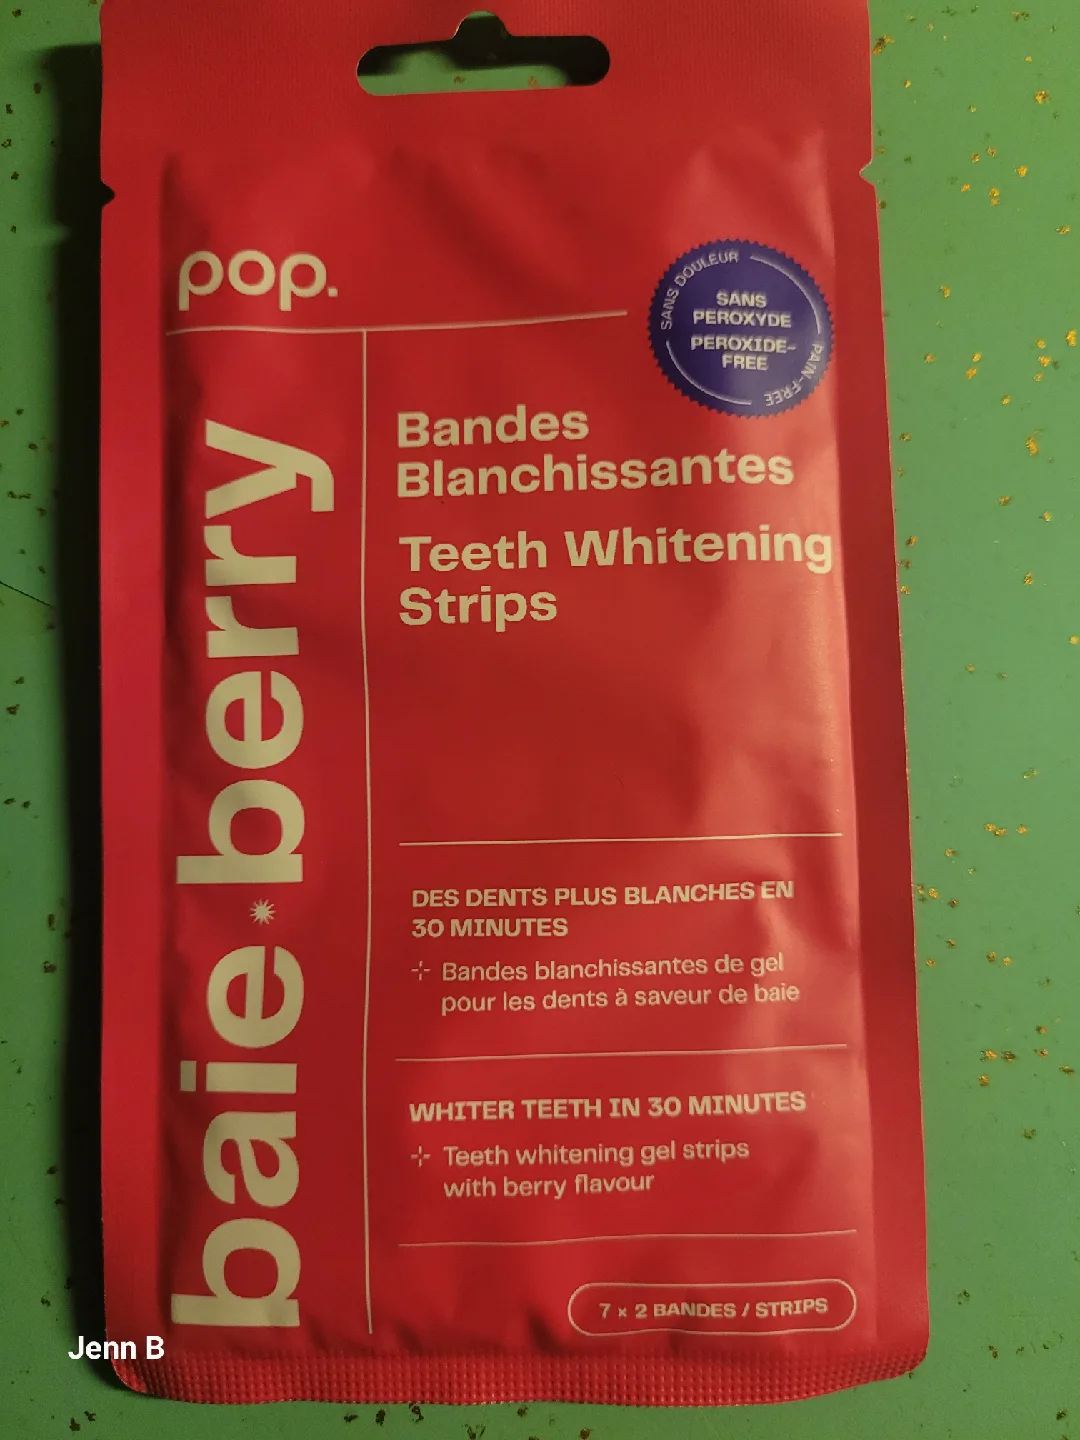 pop.
SANS DOULEUR
SANS
PEROXYDE
PEROXIDE-
FREE
PAIN-FREE
baie berry
Bandes
Blanchissantes
Teeth Whitening
Strips
DES DENTS PLUS BLANCHES EN
30 MINUTES
Bandes blanchissantes de gel
pour les dents à saveur de baie
WHITER TEETH IN 30 MINUTES
Teeth whitening gel strips
with berry flavour
7 x 2 BANDES / STRIPS
Jenn B